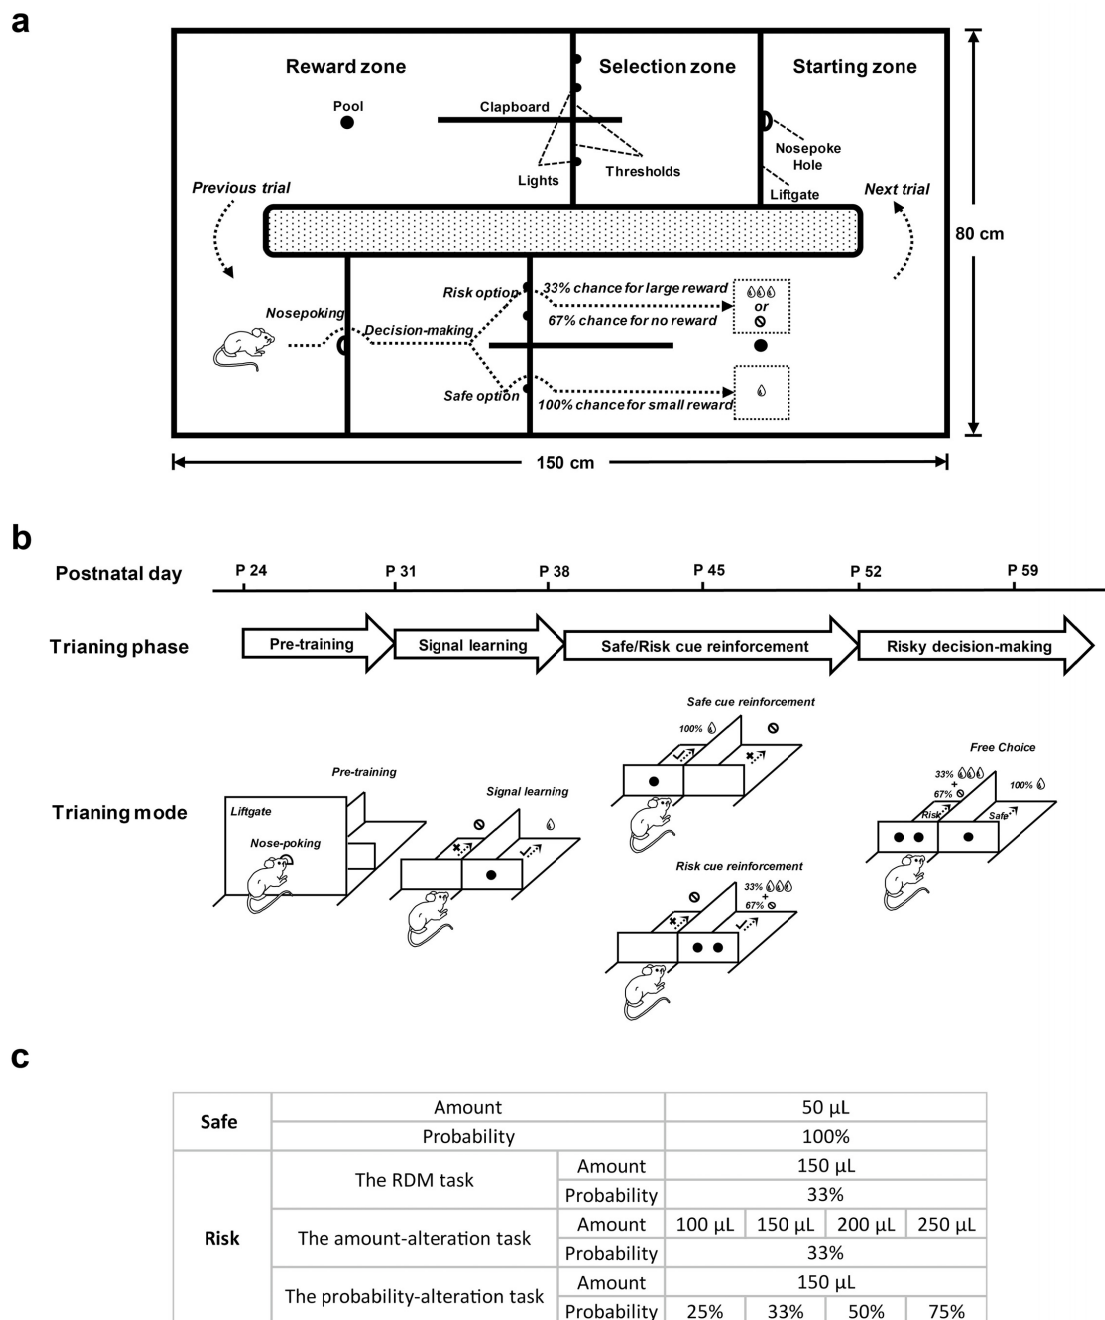 a
Reward zone
Selection zone
Starting zone
Pool
Clapboard
Nosepoke
Hole
Lights
Thresholds
Liftgate
Previous trial
Next trial
80 cm
Risk option
33% chance for large reward
or
67% chance for no reward
Nosepoking
Decision-making
Safe option
100% chance for small reward
150 cm
b
Postnatal day
P 24
P 31
P 38
P 45
P 52
P 59
Trianing phase
Pre-training
Signal learning
Safe/Risk cue reinforcement
Risky decision-making
Trianing mode
Pre-training
Liftgate
Nose-poking
Signal learning
Safe cue reinforcement
100%
Risk cue reinforcement
33%
+
67%
Free Choice
33%
+
67%
100%
Risk
Safe
c
Safe
Amount
50 µL
Probability
100%
Risk
The RDM task
Amount
150 µL
Probability
33%
The amount-alteration task
Amount
100 µL
150 µL
200 µL
250 µL
Probability
33%
The probability-alteration task
Amount
150 µL
Probability
25%
33%
50%
75%